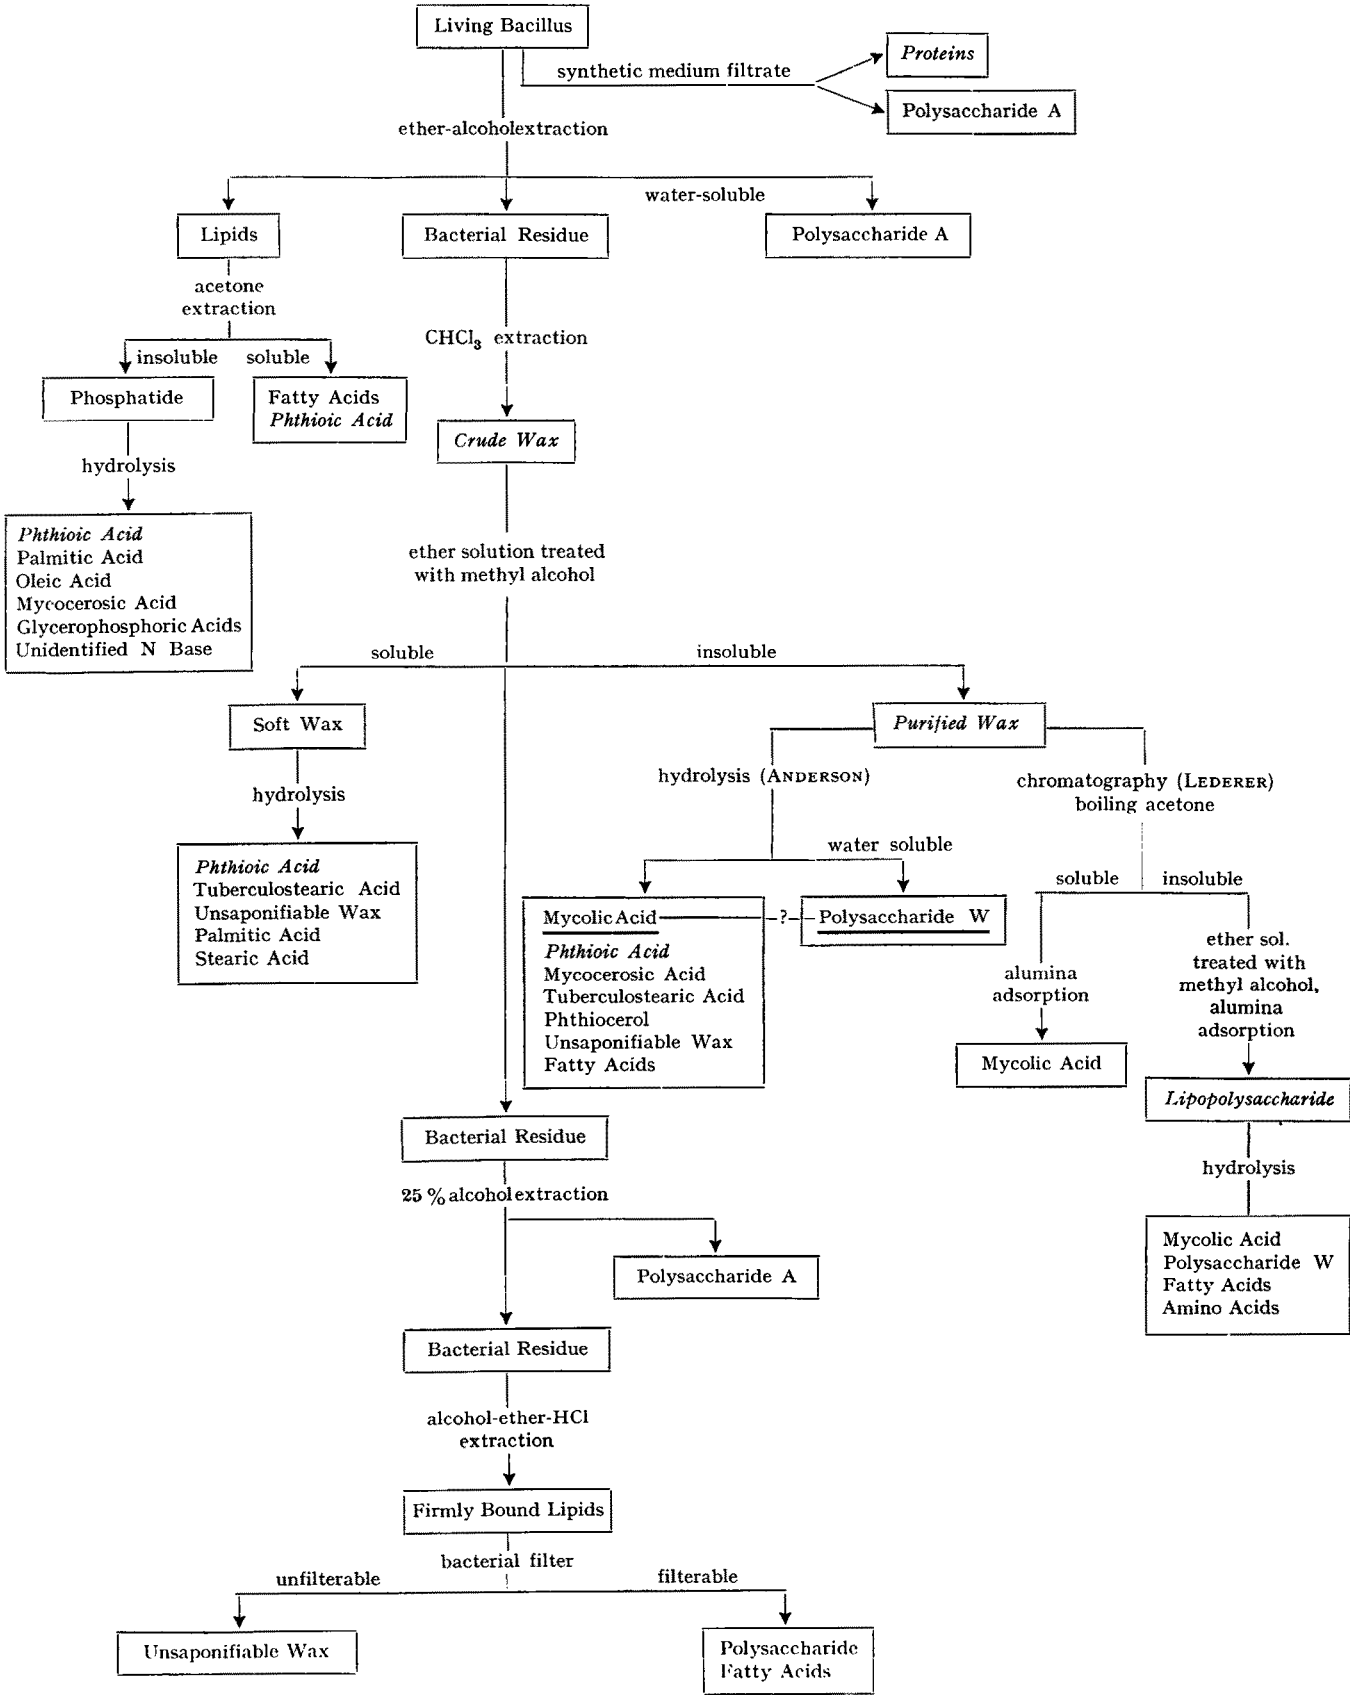 Living Bacillus
synthetic medium filtrate
Proteins
Polysaccharide A
ether-alcoholextraction
water-soluble
Lipids
Bacterial Residue
Polysaccharide A
acetone
extraction
insoluble
soluble
CHCl3 extraction
Phosphatide
Fatty Acids
Phthioic Acid
Crude Wax
hydrolysis
Phthioic Acid
Palmitic Acid
Oleic Acid
Mycocerosic Acid
Glycerophosphoric Acids
Unidentified N Base
ether solution treated
with methyl alcohol
soluble
insoluble
Soft Wax
Purified Wax
hydrolysis
hydrolysis (ANDERSON)
chromatography (LEDERER)
boiling acetone
Phthioic Acid
Tuberculostearic Acid
Unsaponifiable Wax
Palmitic Acid
Stearic Acid
water soluble
soluble
insoluble
Mycolic Acid
-?-
Polysaccharide W
Phthioic Acid
Mycocerosic Acid
Tuberculostearic Acid
Phthiocerol
Unsaponifiable Wax
Fatty Acids
alumina
adsorption
ether sol.
treated with
methyl alcohol,
alumina
adsorption
Mycolic Acid
Lipopolysaccharide
Bacterial Residue
25% alcoholextraction
hydrolysis
Polysaccharide A
Mycolic Acid
Polysaccharide W
Fatty Acids
Amino Acids
Bacterial Residue
alcohol-ether-HCl
extraction
Firmly Bound Lipids
bacterial filter
unfilterable
filterable
Unsaponifiable Wax
Polysaccharide
Fatty Acids